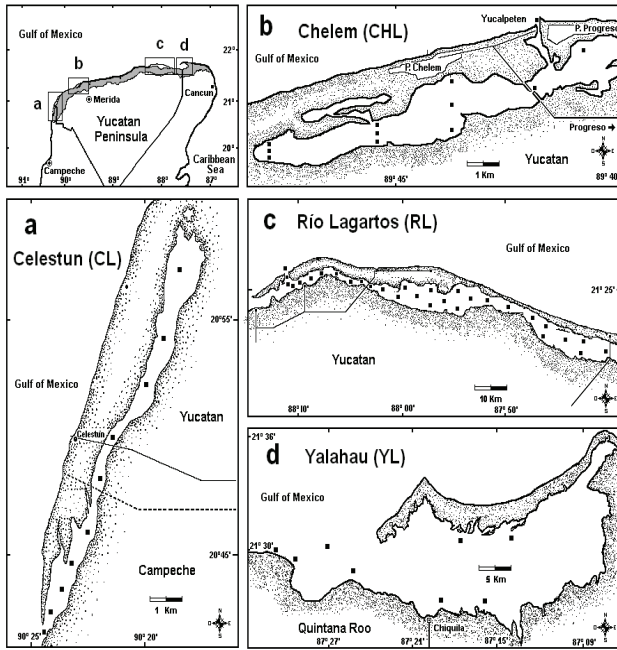 Gulf of Mexico
c
d
22°
b
a
Merida
Cancun
21°
Yucatan
Peninsula
20°
Campeche
Caribbean
Sea
91°
90°
89°
88°
87°
b
Chelem (CHL)
Yucalpeten
P. Progreso
Gulf of Mexico
P. Chelem
Progreso
Yucatan
1 Km
N
S
89° 45'
89° 40'
a
Celestun (CL)
20°55'
Gulf of Mexico
Yucatan
Celestún
20°45'
Campeche
1 Km
N
S
90° 25'
90° 20'
c
Río Lagartos (RL)
Gulf of Mexico
21° 25'
Yucatan
10 Km
N
S
88°10'
88° 00'
87° 50'
21° 36'
d
Yalahau (YL)
Gulf of Mexico
21° 30'
5 Km
Quintana Roo
Chiquila
N
S
87°27'
87°21'
87°15'
87°09'